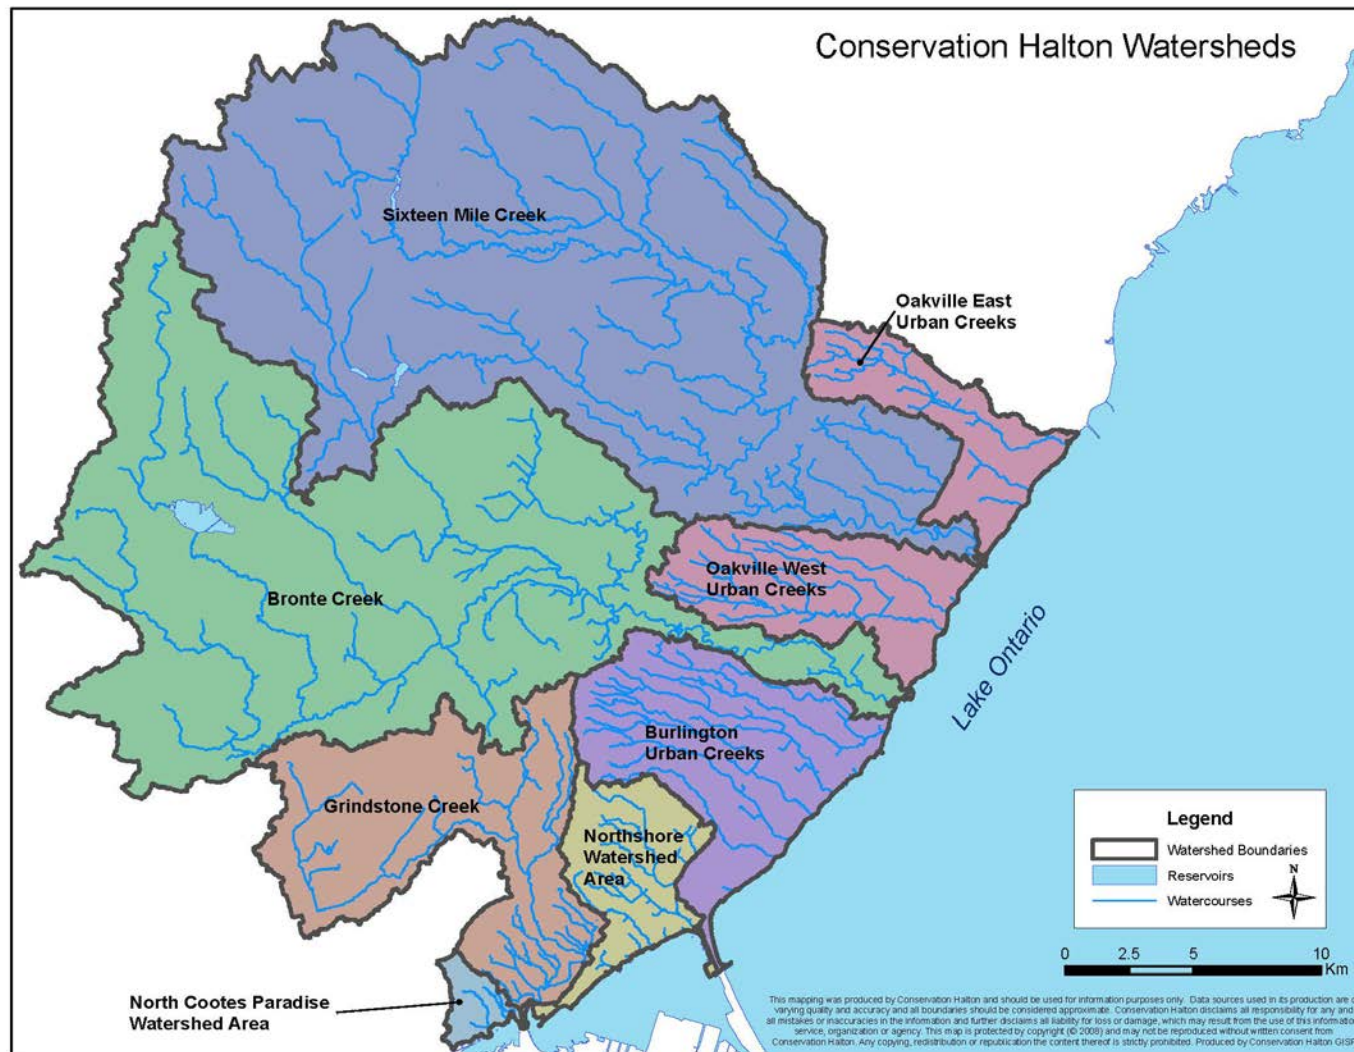 Conservation Halton Watersheds
Sixteen Mile Creek
Oakville East
Urban Creeks
Oakville West
Urban Creeks
Bronte Creek
Lake Ontario
Burlington
Urban Creeks
Grindstone Creek
Northshore
Watershed
Area
North Cootes Paradise
Watershed Area
Legend
Watershed Boundaries
Reservoirs
Watercourses
N
0 2.5 5 10
Km
This mapping was produced by Conservation Halton and should be used for information purposes only. Data sources used in its production are o
varying quality and accuracy and all boundaries should be considered approximate. Conservation Halton disclaims all responsibility for any and
all mistakes or inaccuracies in the information and further disclaims all liability for loss or damage, which may result from the use of this informatio
service, organization or agency. This map is protected by copyright (© 2008) and may not be reproduced without written consent from
Conservation Halton. Any copying, redistribution or republication the content thereof is strictly prohibited. Produced by Conservation Halton GISP